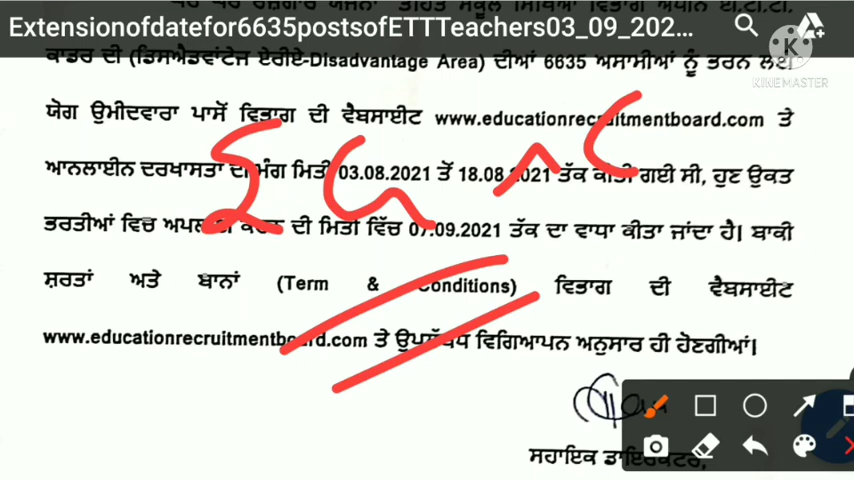 Extensionofdatefor6635postsofETTTeachers03_09_202...
KINEMASTER
ਕਾਡਰ ਦੀ (ਡਿਸਐਡਵਾਂਟੇਜ ਏਰੀਏ-Disadvantage Area) ਦੀਆਂ 6635 ਅਸਾਮੀਆਂ ਨੂੰ ਭਰਨ ਲਈ
ਯੋਗ ਉਮੀਦਵਾਰਾ ਪਾਸੋਂ ਵਿਭਾਗ ਦੀ ਵੈਬਸਾਈਟ www.educationrecruitmentboard.com ਤੇ
ਆਨਲਾਈਨ ਦਰਖਾਸਤਾਂ ਦੀ ਮੰਗ ਮਿਤੀ 03.08.2021 ਤੋਂ 18.08.2021 ਤੱਕ ਕੀਤੀ ਗਈ ਸੀ, ਹੁਣ ਉਕਤ
ਭਰਤੀਆਂ ਵਿਚ ਅਪਲਾਈ ਕਰਨ ਦੀ ਮਿਤੀ ਵਿੱਚ 07.09.2021 ਤੱਕ ਦਾ ਵਾਧਾ ਕੀਤਾ ਜਾਂਦਾ ਹੈ। ਬਾਕੀ
ਸ਼ਰਤਾਂ ਅਤੇ ਬਾਨਾਂ (Term & Conditions) ਵਿਭਾਗ ਦੀ ਵੈਬਸਾਈਟ
www.educationrecruitmentboard.com ਤੇ ਉਪਲੱਬਧ ਵਿਗਿਆਪਨ ਅਨੁਸਾਰ ਹੀ ਹੋਣਗੀਆਂ।
ਸਹਾਇਕ ਡਾਇਰੈਕਟਰ,